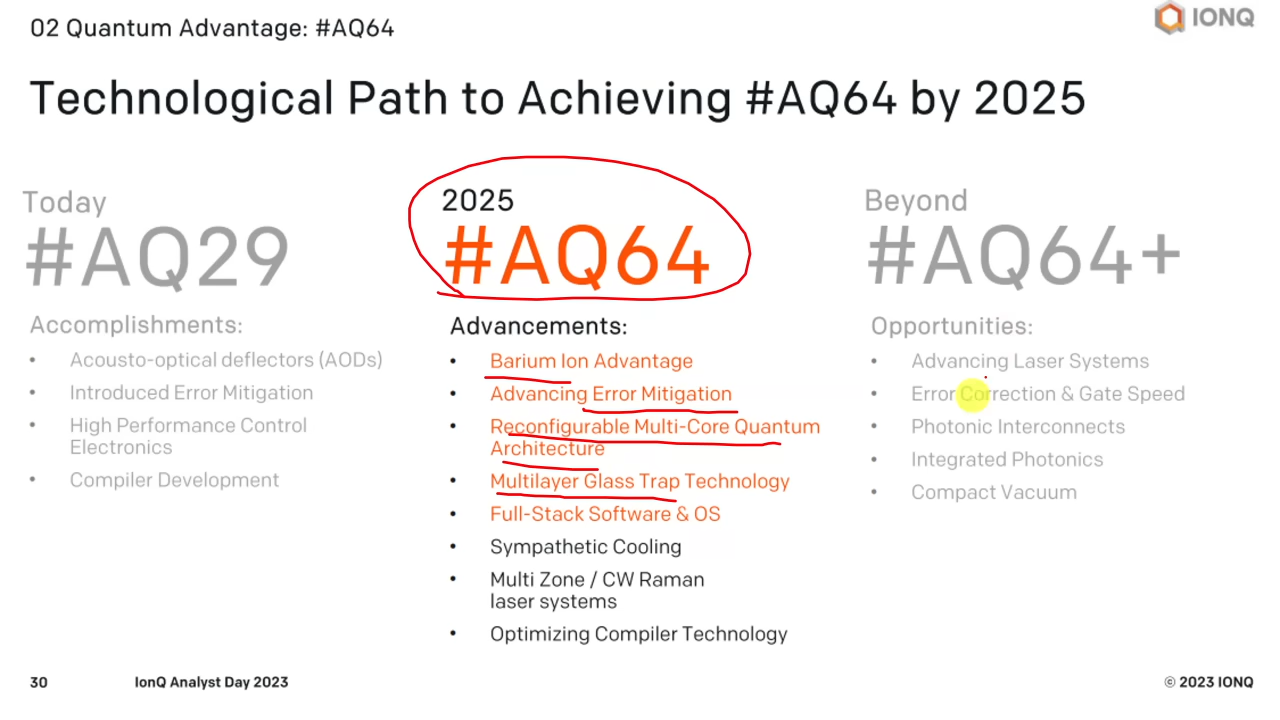 02 Quantum Advantage: #AQ64
IONQ
Technological Path to Achieving #AQ64 by 2025
Today
#AQ29
Accomplishments:
• Acousto-optical deflectors (AODs)
• Introduced Error Mitigation
• High Performance Control
Electronics
• Compiler Development
2025
#AQ64
Advancements:
• Barium Ion Advantage
• Advancing Error Mitigation
• Reconfigurable Multi-Core Quantum
Architecture
• Multilayer Glass Trap Technology
• Full-Stack Software & OS
• Sympathetic Cooling
• Multi Zone / CW Raman
laser systems
• Optimizing Compiler Technology
Beyond
#AQ64+
Opportunities:
• Advancing Laser Systems
• Error Correction & Gate Speed
• Photonic Interconnects
• Integrated Photonics
• Compact Vacuum
30
IonQ Analyst Day 2023
© 2023 IONQ